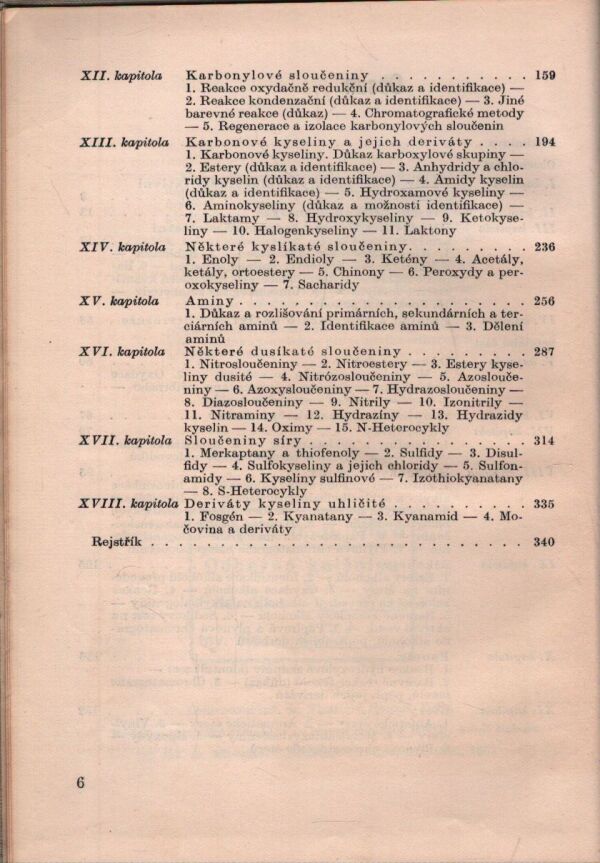 XII. kapitola Karbonylové sloučeniny . . . . . . . . . . . 159
1. Reakce oxydačně redukční (důkaz a identifikace) —
2. Reakce kondenzační (důkaz a identifikace) — 3. Jiné
barevné reakce (důkaz) — 4. Chromatografické metody
— 5. Regenerace a izolace karbonylových sloučenin
XIII. kapitola Karbonové kyseliny a jejich deriváty . . . . 194
1. Karbonové kyseliny. Důkaz karboxylové skupiny —
2. Estery (důkaz a identifikace) — 3. Anhydridy a chlo-
ridy kyselin (důkaz a identifikace) — 4. Amidy kyselin
(důkaz a identifikace) — 5. Hydroxamové kyseliny —
6. Aminokyseliny (důkaz a možnosti identifikace) —
7. Laktamy — 8. Hydroxykyseliny — 9. Ketokyse-
liny — 10. Halogenkyseliny — 11. Laktony
XIV. kapitola Některé kyslíkaté sloučeniny. . . . . . . . . 236
1. Enoly — 2. Endioly — 3. Ketény — 4. Acetály,
ketály, ortoestery — 5. Chinony — 6. Peroxydy a per-
oxokyseliny — 7. Sacharidy
XV. kapitola Aminy . . . . . . . . . . . . . . . . . . . . 256
1. Důkaz a rozlišování primárních, sekundárních a ter-
ciárních aminů — 2. Identifikace aminů — 3. Dělení
aminů
XVI. kapitola Některé dusíkaté sloučeniny . . . . . . . . . 287
1. Nitrosloučeniny — 2. Nitroestery — 3. Estery kyse-
liny dusité — 4. Nitrózosloučeniny — 5. Azoslouče-
niny — 6. Azoxysloučeniny — 7. Hydrazosloučeniny —
8. Diazosloučeniny — 9. Nitrily — 10. Izonitrily —
11. Nitraminy — 12. Hydrazíny — 13. Hydrazidy
kyselin — 14. Oximy — 15. N-Heterocykly
XVII. kapitola Sloučeniny síry . . . . . . . . . . . . . . . 314
1. Merkaptany a thiofenoly — 2. Sulfidy — 3. Disul-
fidy — 4. Sulfokyseliny a jejich chloridy — 5. Sulfon-
amidy — 6. Kyseliny sulfinové — 7. Izothiokyanatany
— 8. S-Heterocykly
XVIII. kapitola Deriváty kyseliny uhličité . . . . . . . . . . 335
1. Fosgén — 2. Kyanatany — 3. Kyanamid — 4. Mo-
čovina a deriváty
Rejstřík . . . . . . . . . . . . . . . . . . . . . . . . . . 340
6